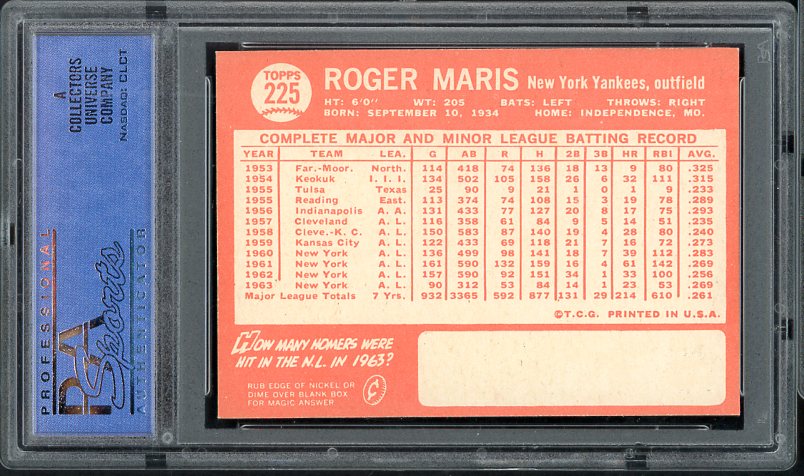 A
COLLECTORS
UNIVERSE
COMPANY
NASDAQ: CLCT
PROFESSIONAL
PSA
Sports
AUTHENTICATOR
TOPPS
225
ROGER MARIS New York Yankees, outfield
HT: 6'0" WT: 205 BATS: LEFT THROWS: RIGHT
BORN: SEPTEMBER 10, 1934 HOME: INDEPENDENCE, MO.
COMPLETE MAJOR AND MINOR LEAGUE BATTING RECORD
YEAR TEAM LEA. G AB R H 2B 3B HR RBI AVG.
1953 Far.-Moor. North. 114 418 74 136 18 13 9 80 .325
1954 Keokuk I. I. I. 134 502 105 158 26 6 32 111 .315
1955 Tulsa Texas 25 90 9 21 1 0 1 9 .233
1955 Reading East. 113 374 74 108 15 3 19 78 .289
1956 Indianapolis A. A. 131 433 77 127 20 8 17 75 .293
1957 Cleveland A. L. 116 358 61 84 9 5 14 51 .235
1958 Cleve.-K. C. A. L. 150 583 87 140 19 4 28 80 .240
1959 Kansas City A. L. 122 433 69 118 21 7 16 72 .273
1960 New York A. L. 136 499 98 141 18 7 39 112 .283
1961 New York A. L. 161 590 132 159 16 4 61 142 .269
1962 New York A. L. 157 590 92 151 34 1 33 100 .256
1963 New York A. L. 90 312 53 84 14 1 23 53 .269
Major League Totals 7 Yrs. 932 3365 592 877 131 29 214 610 .261
©T.C.G. PRINTED IN U.S.A.
HOW MANY HOMERS WERE
HIT IN THE N.L. IN 1963?
RUB EDGE OF NICKEL OR
DIME OVER BLANK BOX
FOR MAGIC ANSWER